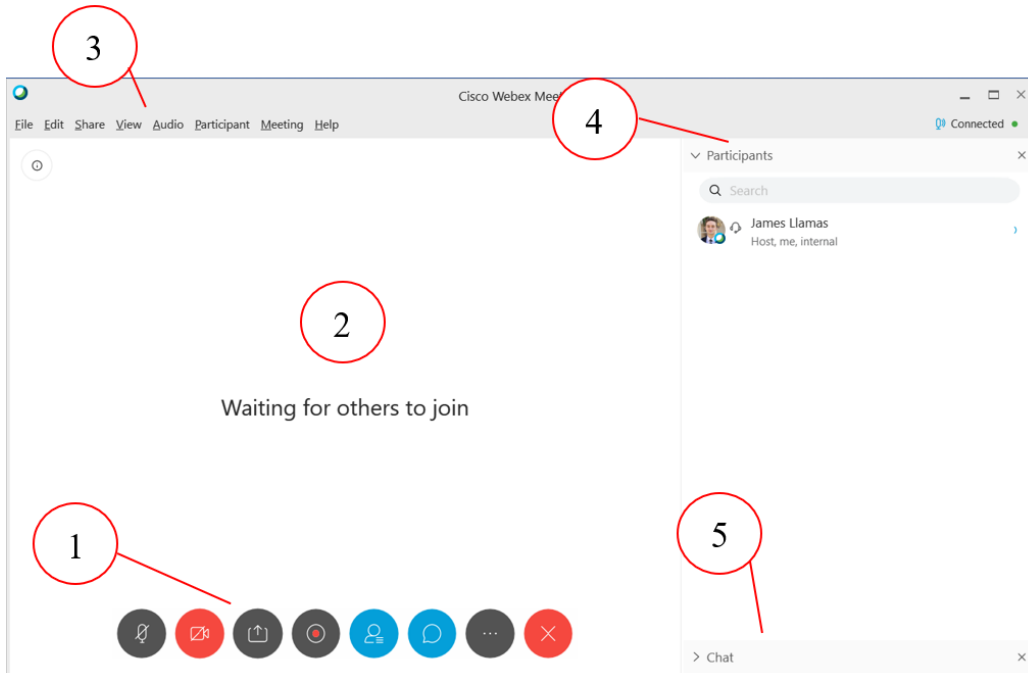 3
Cisco Webex Mee
4
File Edit Share View Audio Participant Meeting Help
Connected
Participants
Search
James Llamas
Host, me, internal
2
Waiting for others to join
1
5
Chat